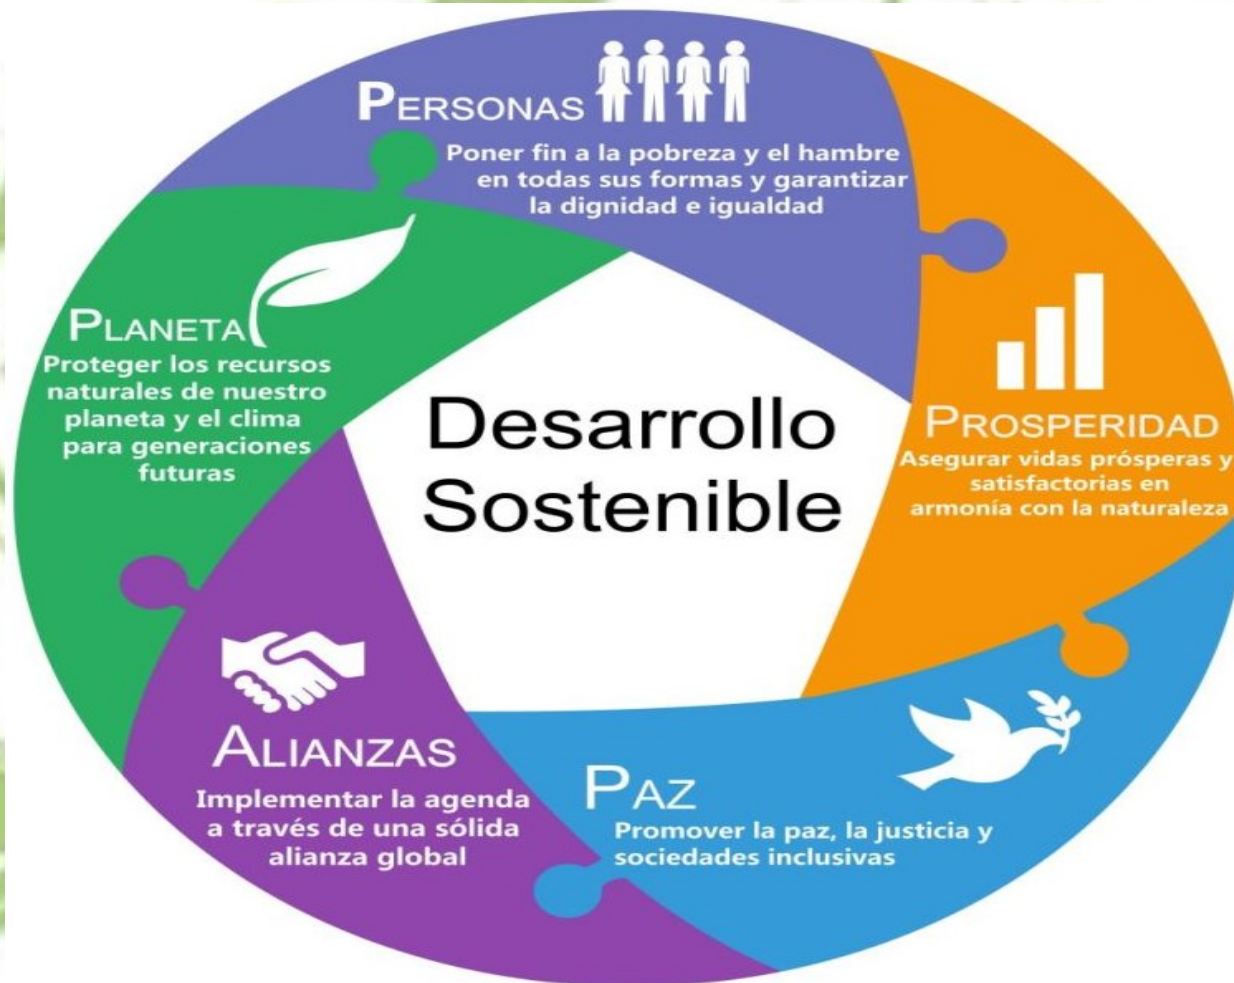 PERSONAS
Poner fin a la pobreza y el hambre
en todas sus formas y garantizar
la dignidad e igualdad
PROSPERIDAD
Asegurar vidas prósperas y
satisfactorias en
armonía con la naturaleza
PAZ
Promover la paz, la justicia y
sociedades inclusivas
ALIANZAS
Implementar la agenda
a través de una sólida
alianza global
PLANETA
Proteger los recursos
naturales de nuestro
planeta y el clima
para generaciones
futuras
Desarrollo
Sostenible